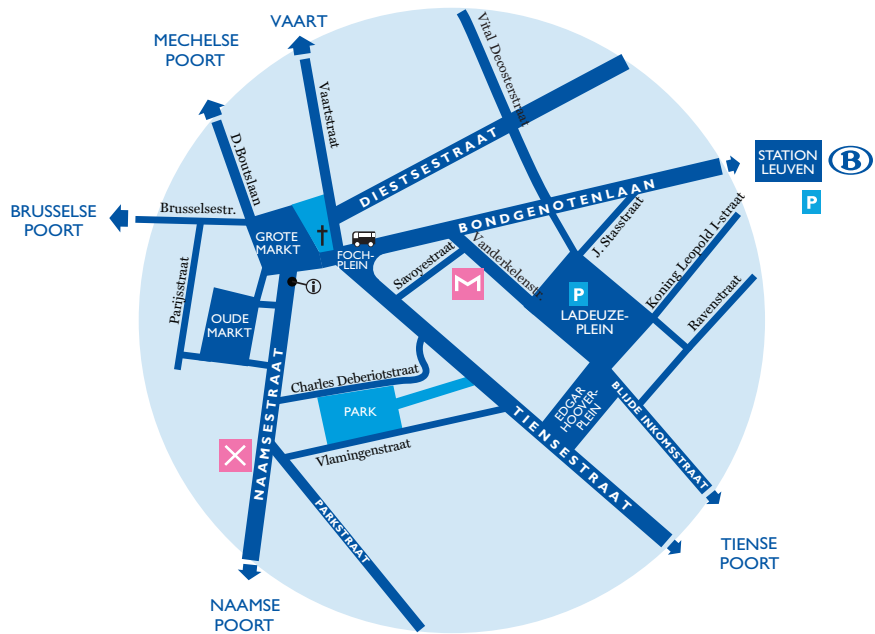 VAART
MECHELSE
POORT
Vaartstraat
D.Boutslaan
Vital Decosterstraat
DIESTSESTRAAT
BONDGENOTENLAAN
STATION
LEUVEN
B
P
BRUSSELSE
POORT
Brusselsestr.
GROTE
MARKT
FOCH-
PLEIN
i
Savoyestraat
Vanderkelenstr.
M
J. Stasstraat
Koning Leopold I-straat
Ravenstraat
P
LADEUZE-
PLEIN
Parijsstraat
OUDE
MARKT
NAAMSESTRAAT
Charles Deberiotstraat
PARK
Vlamingenstraat
TIENSESTRAAT
EDGAR
HOOVER-
PLEIN
BLIJDE INKOMSSTRAAT
PARKSTRAAT
TIENSE
POORT
NAAMSE
POORT